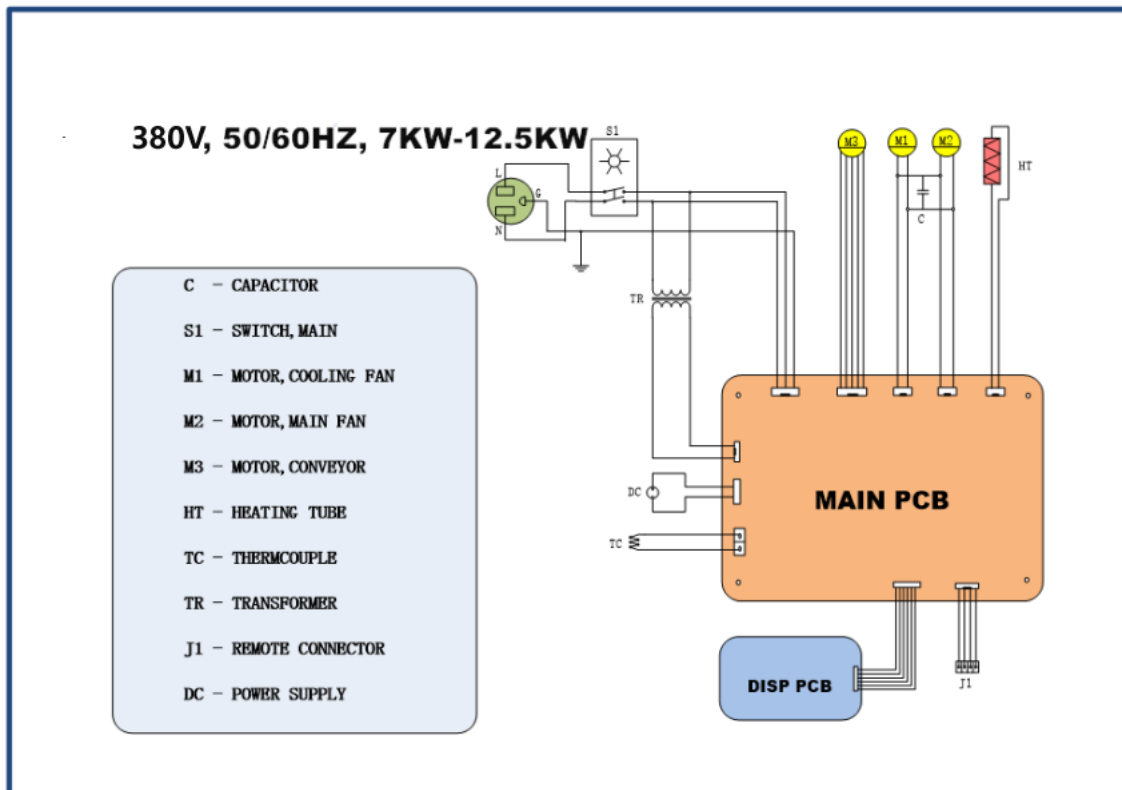 380V, 50/60HZ, 7KW-12.5KW
S1
M3
M1
M2
HT
L
G
N
C
TR
C - CAPACITOR
S1 - SWITCH,MAIN
M1 - MOTOR,COOLING FAN
M2 - MOTOR,MAIN FAN
M3 - MOTOR,CONVEYOR
HT - HEATING TUBE
TC - THERMCOUPLE
TR - TRANSFORMER
J1 - REMOTE CONNECTOR
DC - POWER SUPPLY
DC
TC
MAIN PCB
DISP PCB
J1